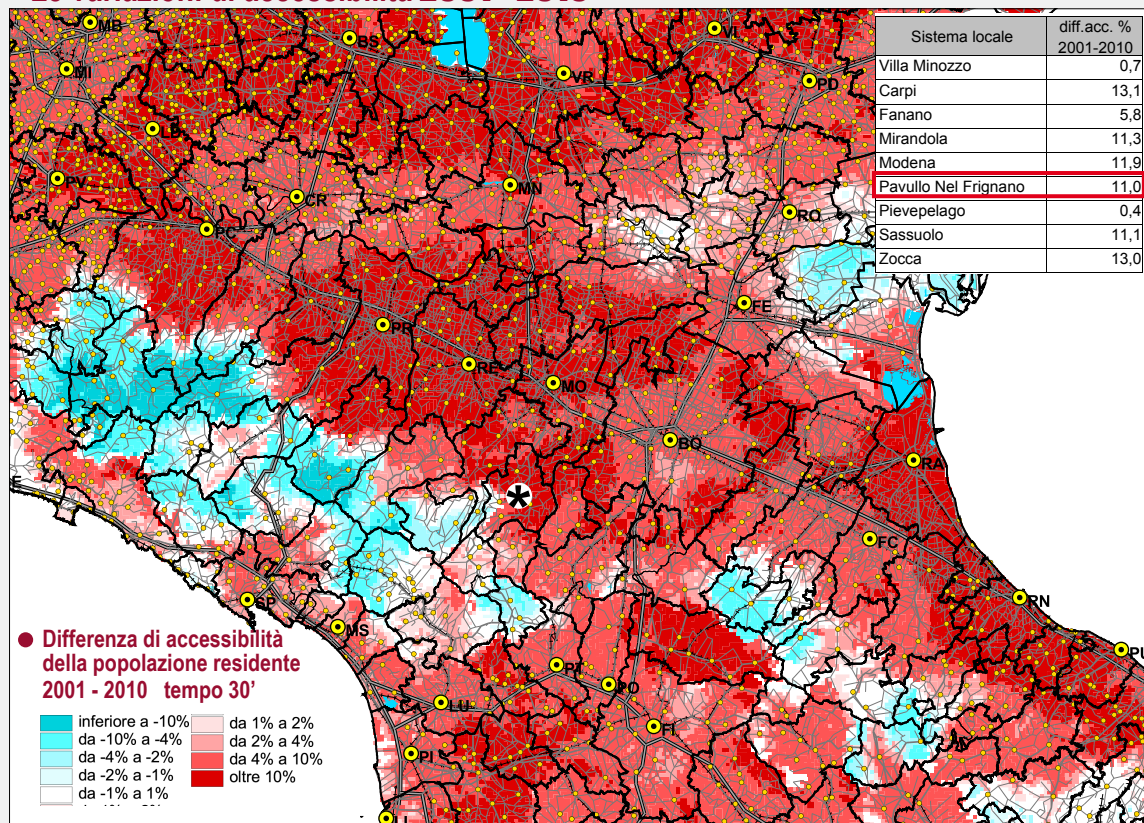 Sistema locale diff.acc. % 2001-2010
Villa Minozzo 0,7
Carpi 13,1
Fanano 5,8
Mirandola 11,3
Modena 11,9
Pavullo Nel Frignano 11,0
Pievepelago 0,4
Sassuolo 11,1
Zocca 13,0
MB
BS
VI
MI
VR
PD
PV
MN
CR
RO
PC
FE
PR
RE
MO
BO
RA
*
FC
SP
RN
MS
PU
PO
LU
FI
PI
● Differenza di accessibilità
della popolazione residente
2001 - 2010 tempo 30’
inferiore a -10%
da -10% a -4%
da -4% a -2%
da -2% a -1%
da -1% a 1%
da 1% a 2%
da 2% a 4%
da 4% a 10%
oltre 10%